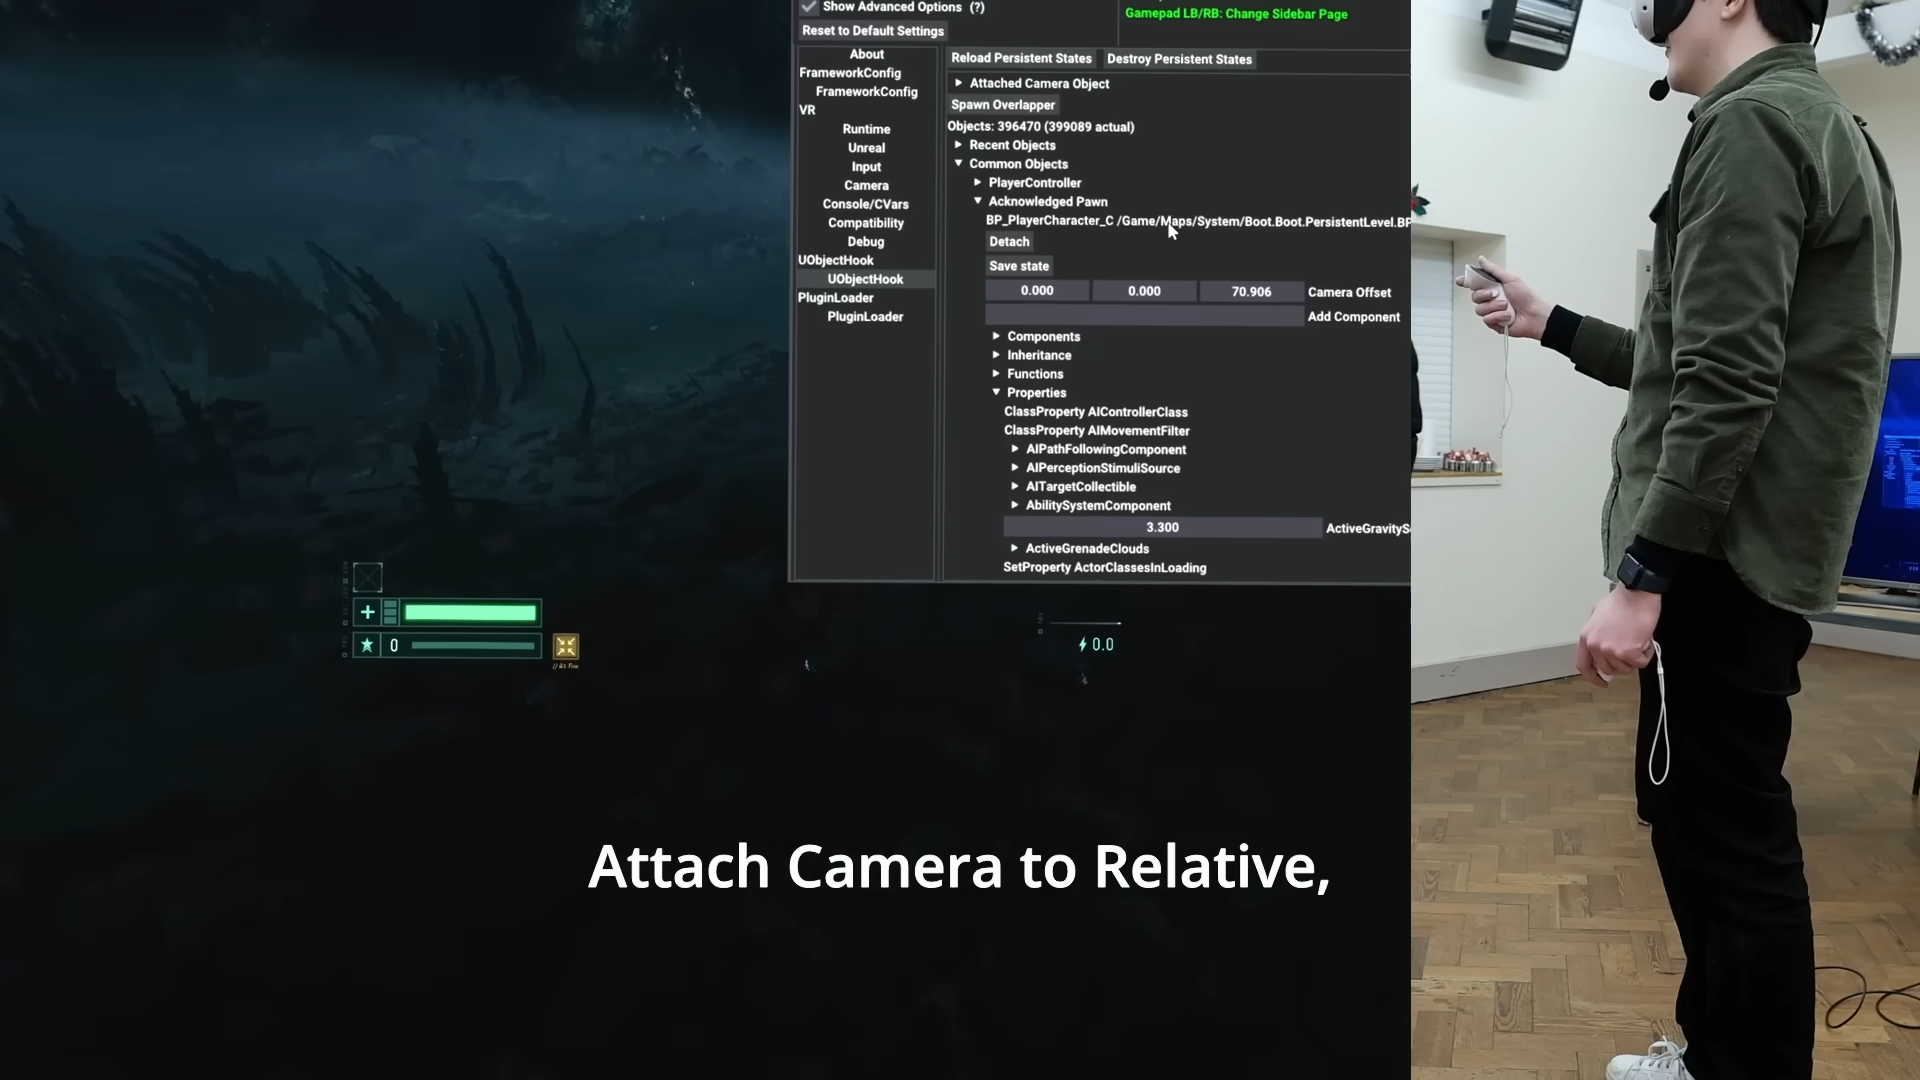 Show Advanced Options (?)
Gamepad LB/RB: Change Sidebar Page
Reset to Default Settings
About
FrameworkConfig
FrameworkConfig
VR
Runtime
Unreal
Input
Camera
Console/CVars
Compatibility
Debug
UObjectHook
UObjectHook
PluginLoader
PluginLoader
Reload Persistent States
Destroy Persistent States
Attached Camera Object
Spawn Overlapper
Objects: 396470 (399089 actual)
Recent Objects
Common Objects
PlayerController
Acknowledged Pawn
BP_PlayerCharacter_C /Game/Maps/System/Boot.Boot.PersistentLevel.BP
Detach
Save state
0.000 0.000 70.906 Camera Offset
Add Component
Components
Inheritance
Functions
Properties
ClassProperty AIControllerClass
ClassProperty AIMovementFilter
AIPathFollowingComponent
AIPerceptionStimuliSource
AITargetCollectible
AbilitySystemComponent
3.300 ActiveGravityS
ActiveGrenadeClouds
SetProperty ActorClassesInLoading
0
0.0
Attach Camera to Relative,